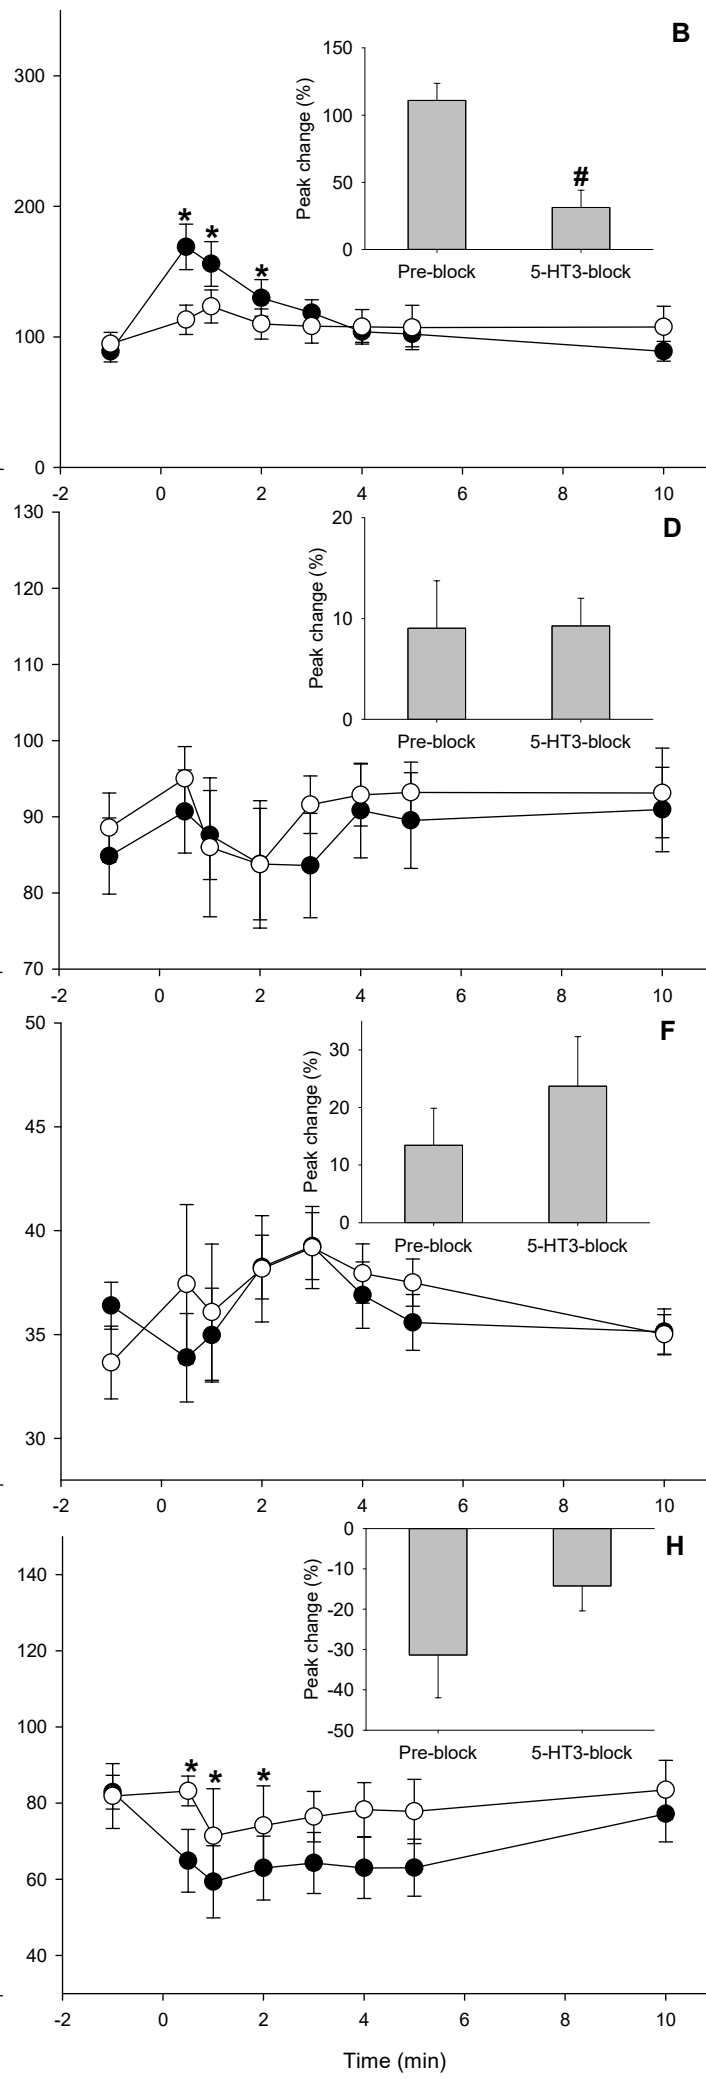 B
300
200
100
0
-2 0 2 4 6 8 10
* * *
Peak change (%)
150
100
50
0
#
Pre-block 5-HT3-block
D
130
120
110
100
90
80
70
-2 0 2 4 6 8 10
Peak change (%)
20
10
0
Pre-block 5-HT3-block
F
50
45
40
35
30
-2 0 2 4 6 8 10
Peak change (%)
30
20
10
0
Pre-block 5-HT3-block
H
140
120
100
80
60
40
-2 0 2 4 6 8 10
* * *
Peak change (%)
0
-10
-20
-30
-40
-50
Pre-block 5-HT3-block
Time (min)